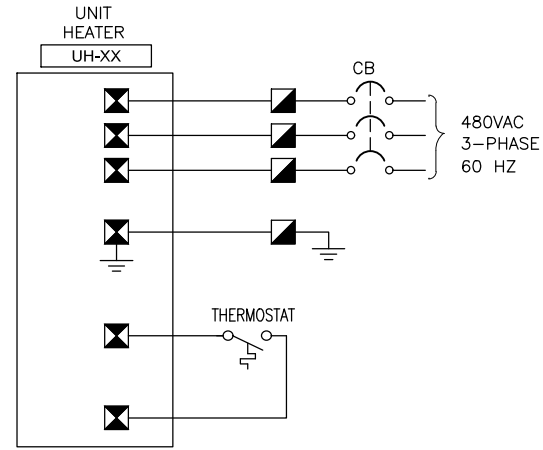 UNIT
HEATER
UH-XX
CB
480VAC
3-PHASE
60 HZ
THERMOSTAT